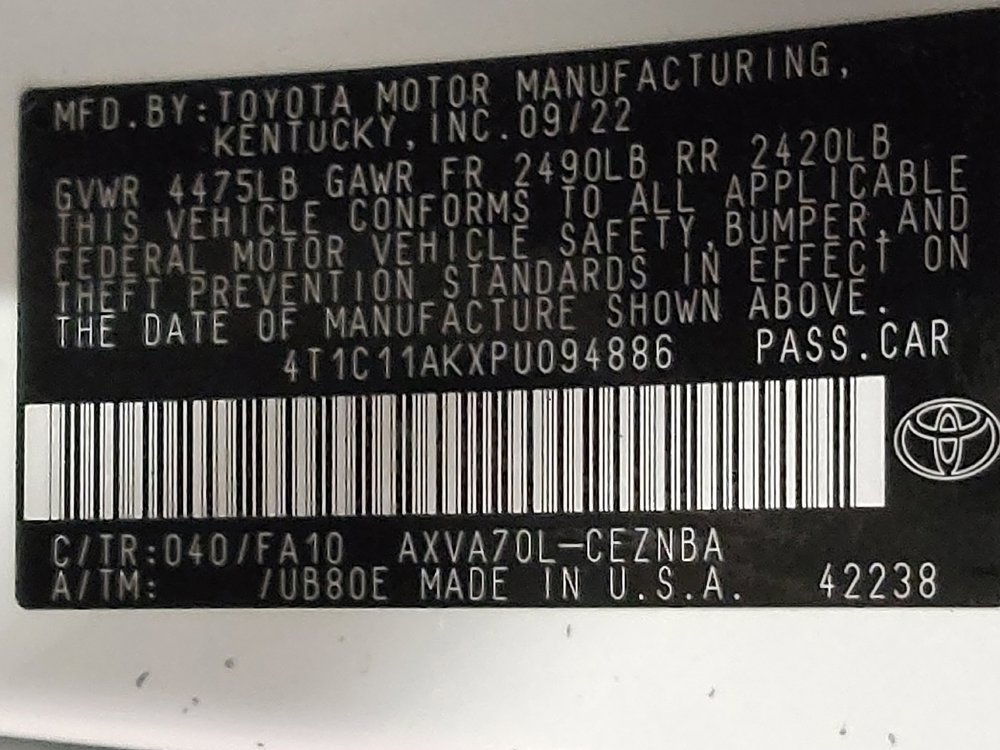 MFD.BY:TOYOTA MOTOR MANUFACTURING,
KENTUCKY, INC.09/22
GVWR 4475LB GAWR FR 2490LB RR 2420LB
THIS VEHICLE CONFORMS TO ALL APPLICABLE
FEDERAL MOTOR VEHICLE SAFETY,BUMPER,AND
THEFT PREVENTION STANDARDS IN EFFECT ON
THE DATE OF MANUFACTURE SHOWN ABOVE.
4T1C11AKXPU094886 PASS.CAR
C/TR:040/FA10 AXVA70L-CEZNBA
A/TM: /UB80E MADE IN U.S.A. 42238